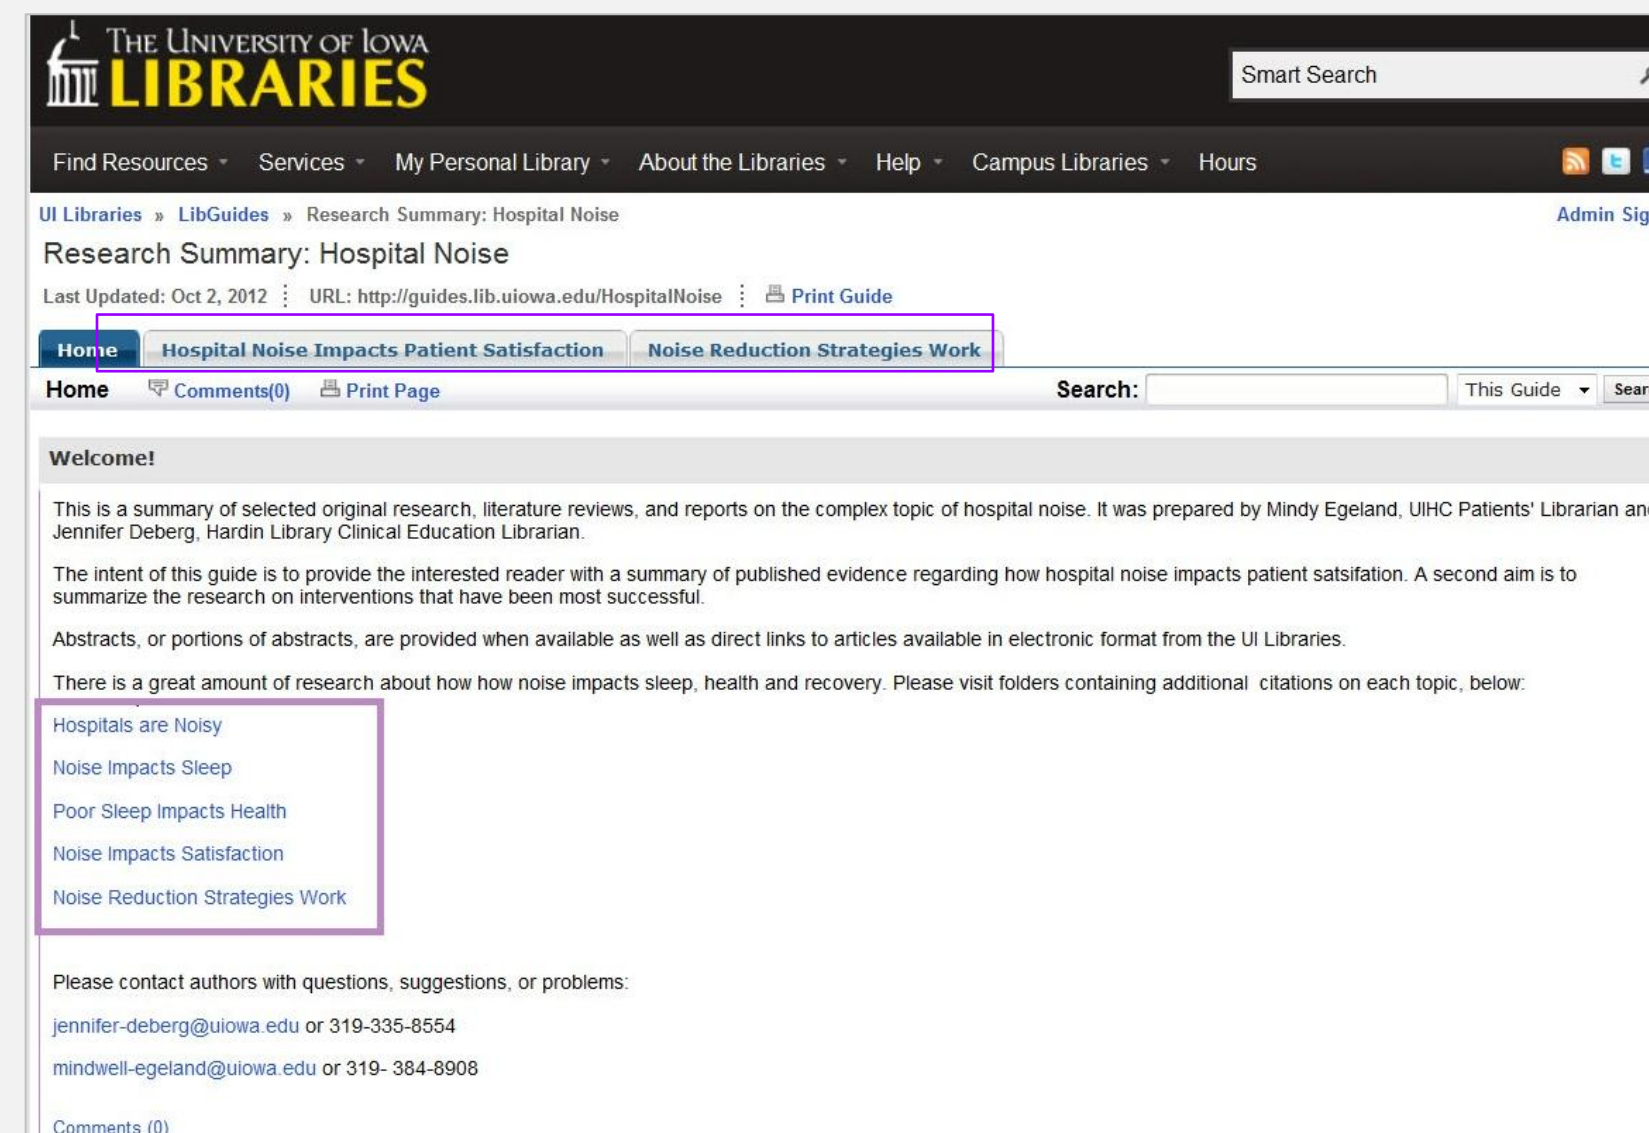 THE UNIVERSITY OF IOWA
LIBRARIES
Smart Search
Find Resources Services My Personal Library About the Libraries Help Campus Libraries Hours
UI Libraries » LibGuides » Research Summary: Hospital Noise Admin Sig
Research Summary: Hospital Noise
Last Updated: Oct 2, 2012 URL: http://guides.lib.uiowa.edu/HospitalNoise Print Guide
Home Hospital Noise Impacts Patient Satisfaction Noise Reduction Strategies Work
Home Comments(0) Print Page Search: This Guide Sear
Welcome!
This is a summary of selected original research, literature reviews, and reports on the complex topic of hospital noise. It was prepared by Mindy Egeland, UIHC Patients' Librarian and
Jennifer Deberg, Hardin Library Clinical Education Librarian.
The intent of this guide is to provide the interested reader with a summary of published evidence regarding how hospital noise impacts patient satsifation. A second aim is to
summarize the research on interventions that have been most successful.
Abstracts, or portions of abstracts, are provided when available as well as direct links to articles available in electronic format from the UI Libraries.
There is a great amount of research about how how noise impacts sleep, health and recovery. Please visit folders containing additional citations on each topic, below:
Hospitals are Noisy
Noise Impacts Sleep
Poor Sleep Impacts Health
Noise Impacts Satisfaction
Noise Reduction Strategies Work
Please contact authors with questions, suggestions, or problems:
jennifer-deberg@uiowa.edu or 319-335-8554
mindwell-egeland@uiowa.edu or 319- 384-8908
Comments (0)